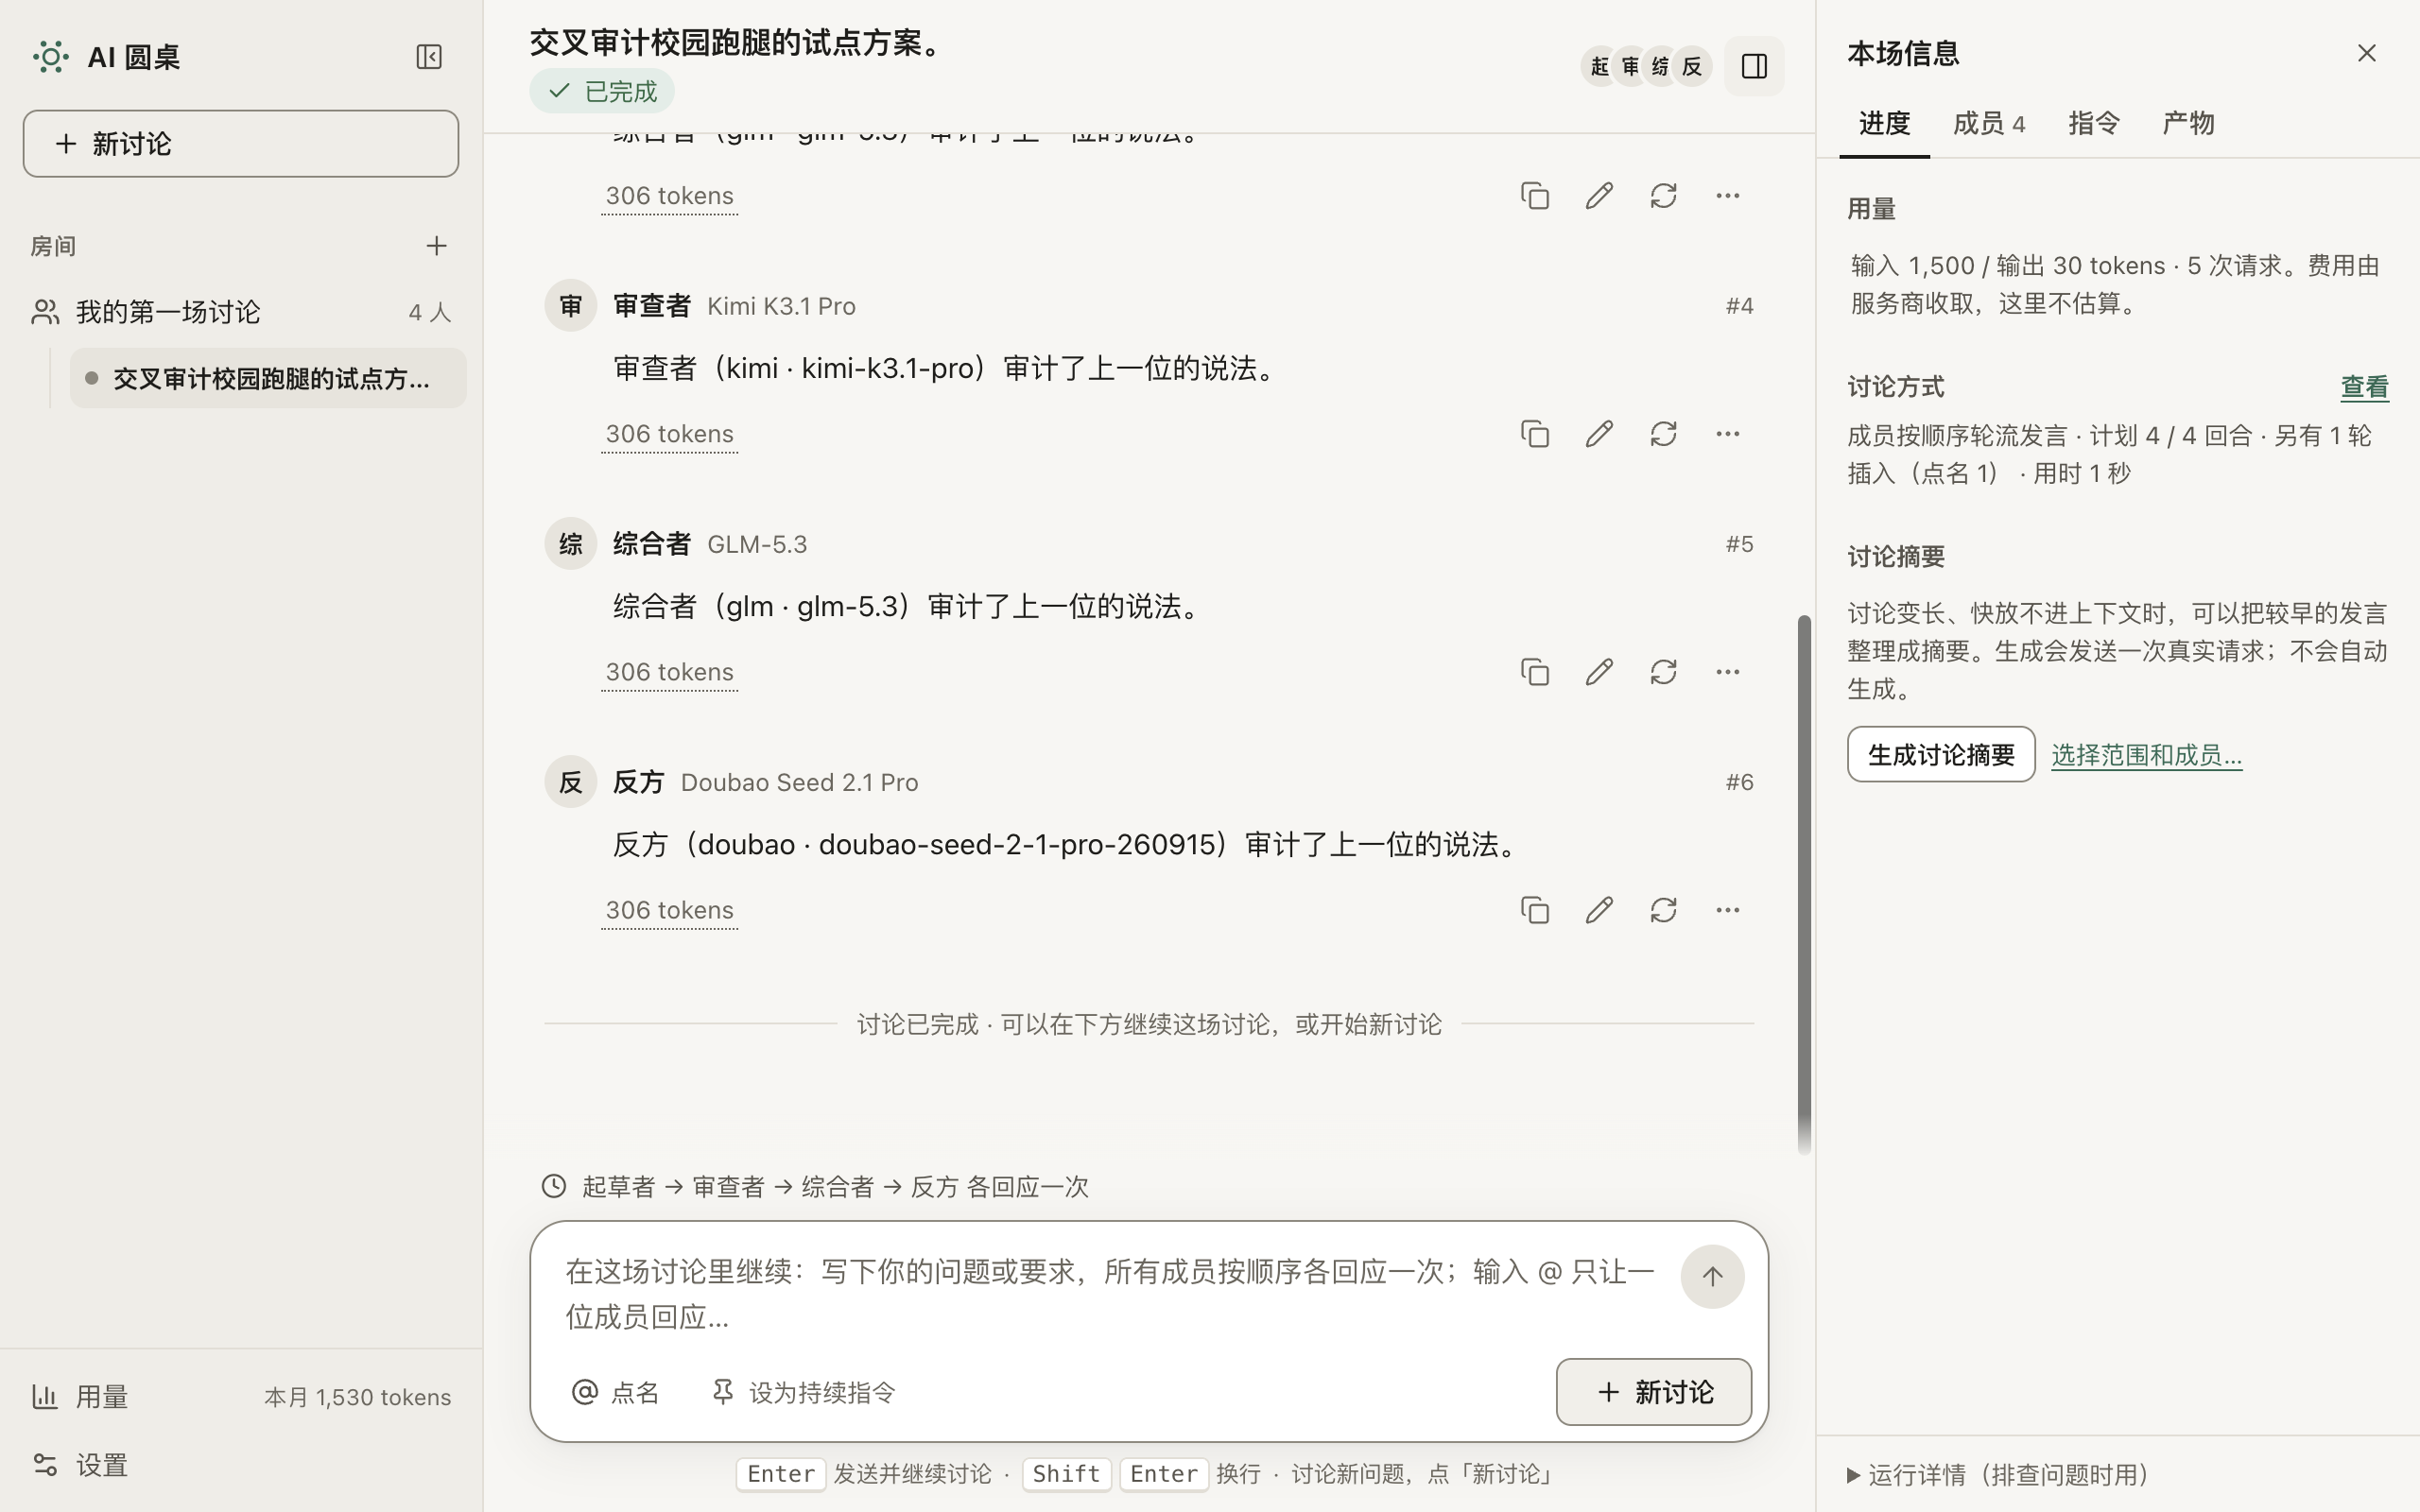 AI 圆桌
新讨论
房间
我的第一场讨论 4 人
交叉审计校园跑腿的试点方...
用量 本月 1,530 tokens
设置
交叉审计校园跑腿的试点方案。
已完成
起 审 综 反
综合者（glm · glm-5.3）审计了上一位的说法。
306 tokens
审 审查者 Kimi K3.1 Pro #4
审查者（kimi · kimi-k3.1-pro）审计了上一位的说法。
306 tokens
综 综合者 GLM-5.3 #5
综合者（glm · glm-5.3）审计了上一位的说法。
306 tokens
反 反方 Doubao Seed 2.1 Pro #6
反方（doubao · doubao-seed-2-1-pro-260915）审计了上一位的说法。
306 tokens
讨论已完成 · 可以在下方继续这场讨论，或开始新讨论
起草者 → 审查者 → 综合者 → 反方 各回应一次
在这场讨论里继续：写下你的问题或要求，所有成员按顺序各回应一次；输入 @ 只让一
位成员回应...
@ 点名 设为持续指令 新讨论
Enter 发送并继续讨论 · Shift Enter 换行 · 讨论新问题，点「新讨论」
本场信息
进度 成员 4 指令 产物
用量
输入 1,500 / 输出 30 tokens · 5 次请求。费用由
服务商收取，这里不估算。
讨论方式 查看
成员按顺序轮流发言 · 计划 4 / 4 回合 · 另有 1 轮
插入（点名 1） · 用时 1 秒
讨论摘要
讨论变长、快放不进上下文时，可以把较早的发言
整理成摘要。生成会发送一次真实请求；不会自动
生成。
生成讨论摘要 选择范围和成员...
运行详情（排查问题时用）